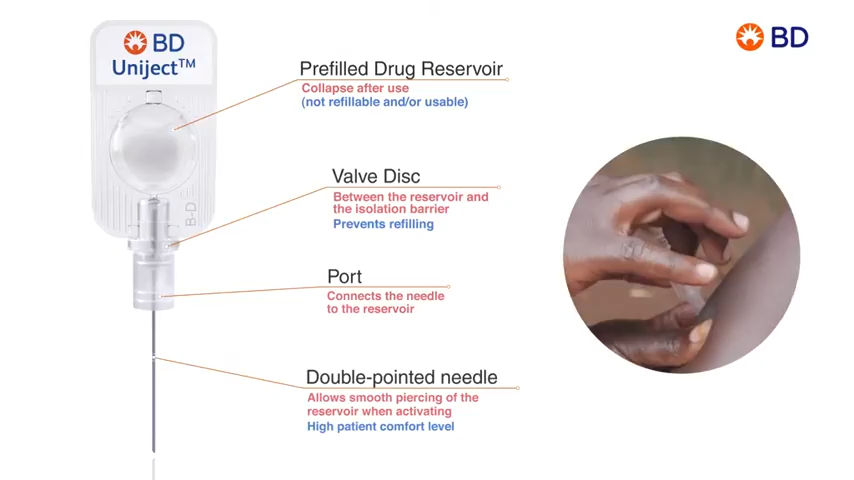 BD
Uniject™
BD
Prefilled Drug Reservoir
Collapse after use
(not refillable and/or usable)
Valve Disc
Between the reservoir and
the isolation barrier
Prevents refilling
B-D
Port
Connects the needle
to the reservoir
Double-pointed needle
Allows smooth piercing of the
reservoir when activating
High patient comfort level